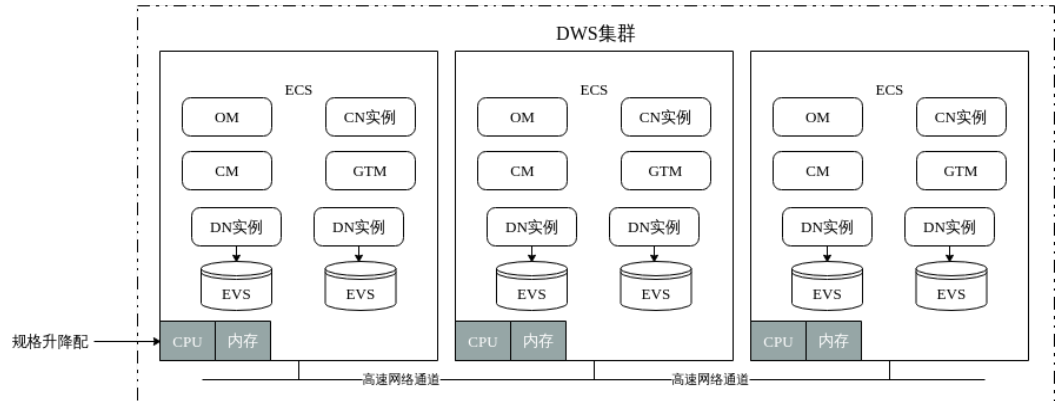 DWS集群
ECS
OM
CN实例
CM
GTM
DN实例
DN实例
EVS
EVS
CPU
内存
ECS
OM
CN实例
CM
GTM
DN实例
DN实例
EVS
EVS
CPU
内存
ECS
OM
CN实例
CM
GTM
DN实例
DN实例
EVS
EVS
CPU
内存
规格升降配
高速网络通道
高速网络通道